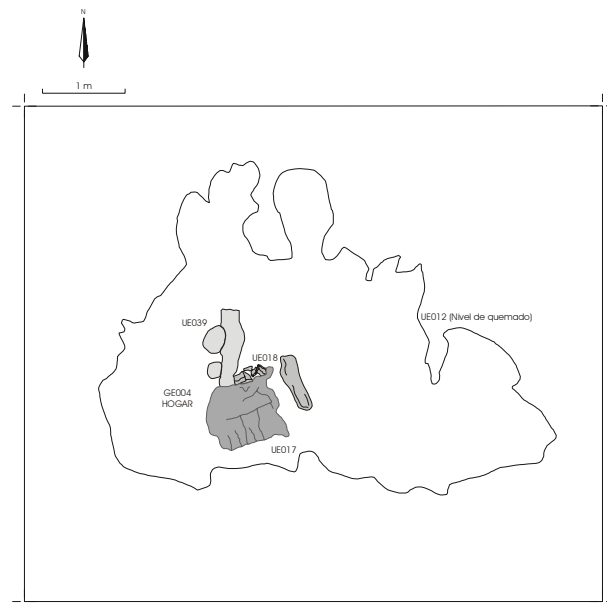 N
1 m
UE012 (Nivel de quemado)
UE039
UE018
GE004
HOGAR
UE017